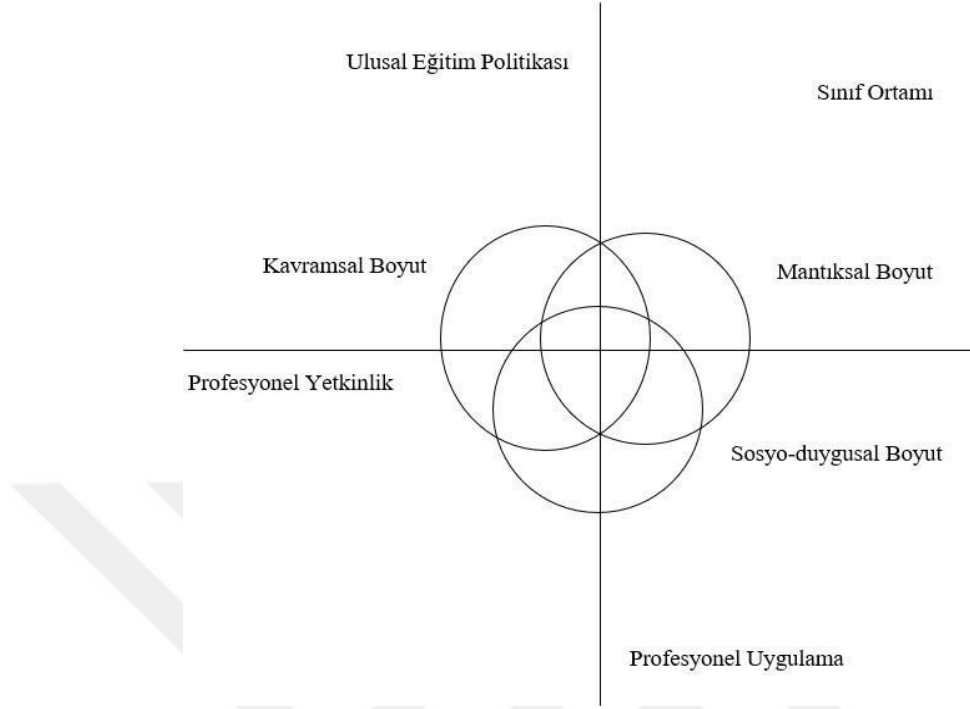 Ulusal Eğitim Politikası
Sınıf Ortamı
Kavramsal Boyut
Mantıksal Boyut
Profesyonel Yetkinlik
Sosyo-duygusal Boyut
Profesyonel Uygulama